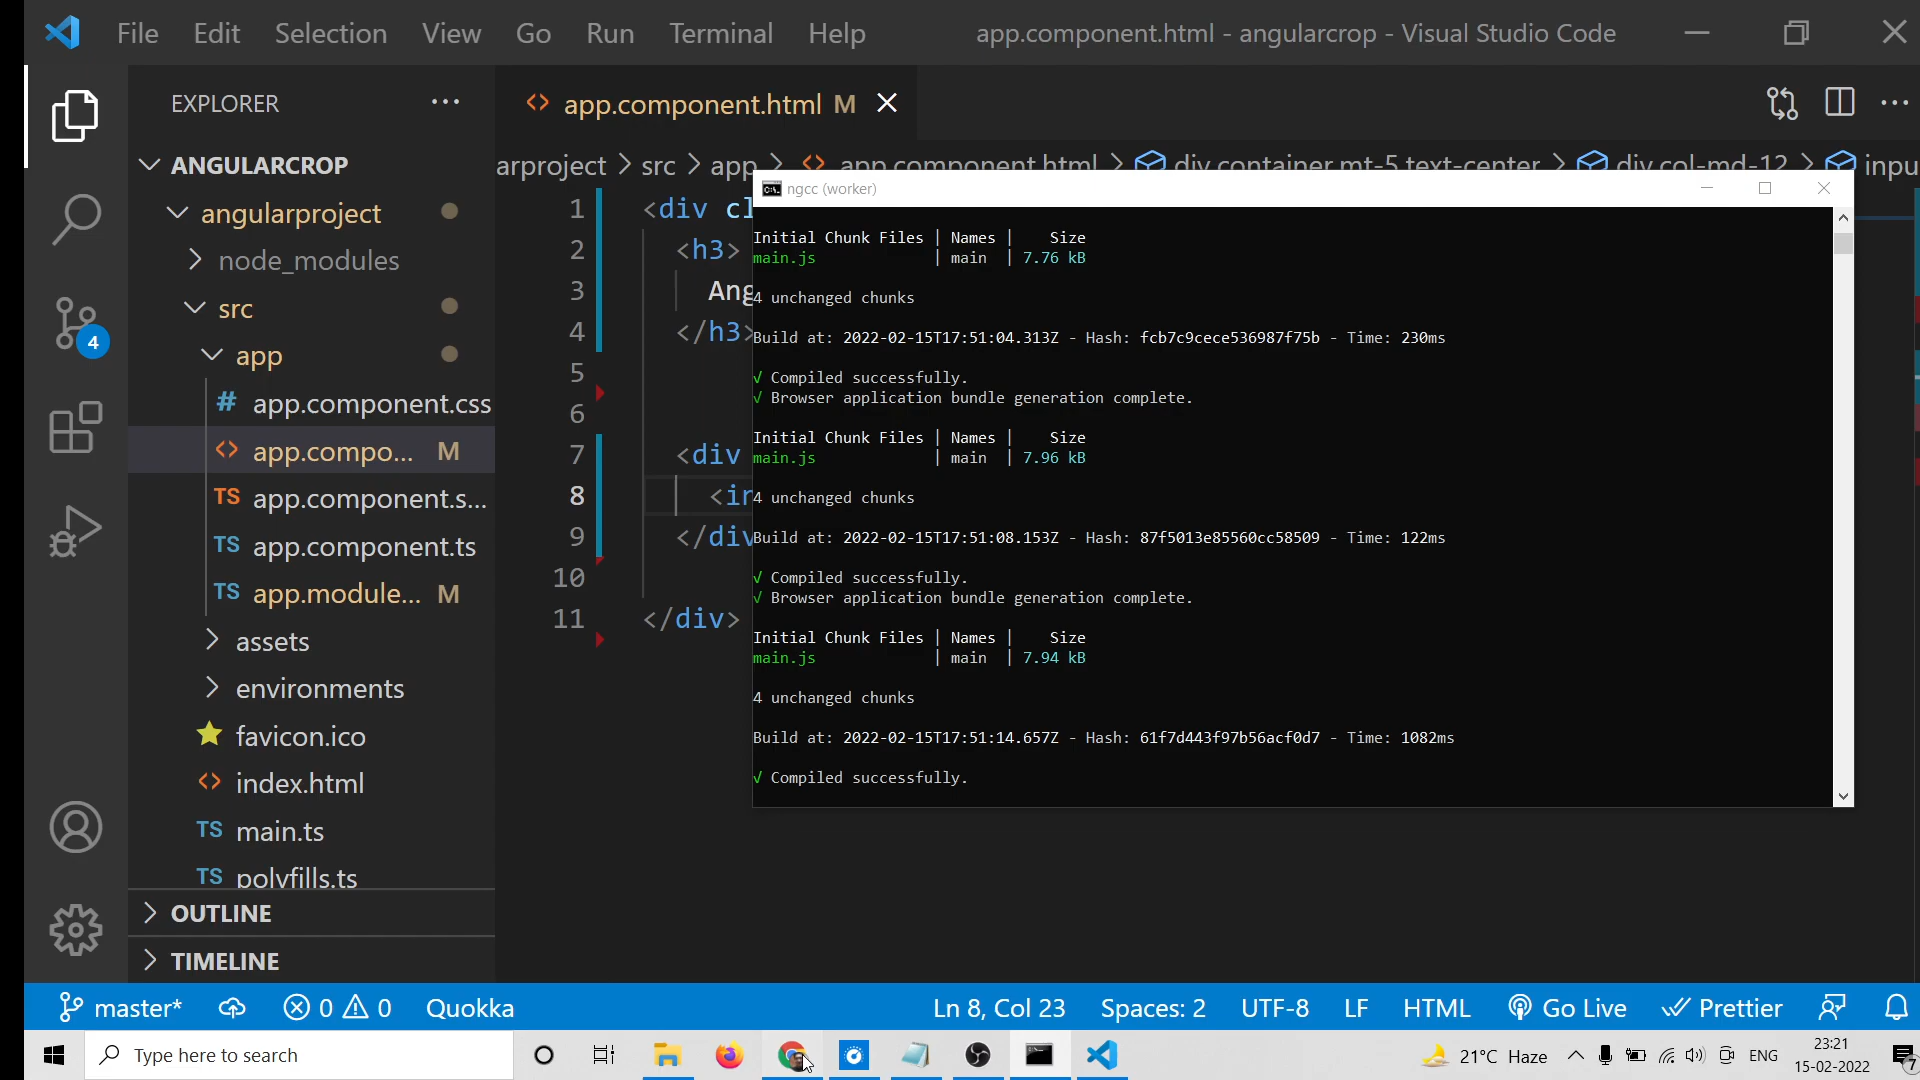 File Edit Selection View Go Run Terminal Help app.component.html - angularcrop - Visual Studio Code
EXPLORER
app.component.html M
ANGULARCROP
arproject > src > app > app.component.html > div.container.mt-5.text-center > div.col-md-12 > input
angularproject
node_modules
src
app
app.component.css
app.compo... M
app.component.s...
app.component.ts
app.module... M
assets
environments
favicon.ico
index.html
main.ts
polyfills.ts
OUTLINE
TIMELINE
4
1 <div cl
2 <h3>
3 Ang
4 </h3>
5
6
7 <div
8 <in
9 </div
10
11 </div>
ngcc (worker)
Initial Chunk Files | Names | Size
main.js | main | 7.76 kB
4 unchanged chunks
Build at: 2022-02-15T17:51:04.313Z - Hash: fcb7c9cece536987f75b - Time: 230ms
√ Compiled successfully.
√ Browser application bundle generation complete.
Initial Chunk Files | Names | Size
main.js | main | 7.96 kB
4 unchanged chunks
Build at: 2022-02-15T17:51:08.153Z - Hash: 87f5013e85560cc58509 - Time: 122ms
√ Compiled successfully.
√ Browser application bundle generation complete.
Initial Chunk Files | Names | Size
main.js | main | 7.94 kB
4 unchanged chunks
Build at: 2022-02-15T17:51:14.657Z - Hash: 61f7d443f97b56acf0d7 - Time: 1082ms
√ Compiled successfully.
master* 0 0 Quokka Ln 8, Col 23 Spaces: 2 UTF-8 LF HTML Go Live Prettier
Type here to search 21°C Haze ENG 23:21
15-02-2022 7